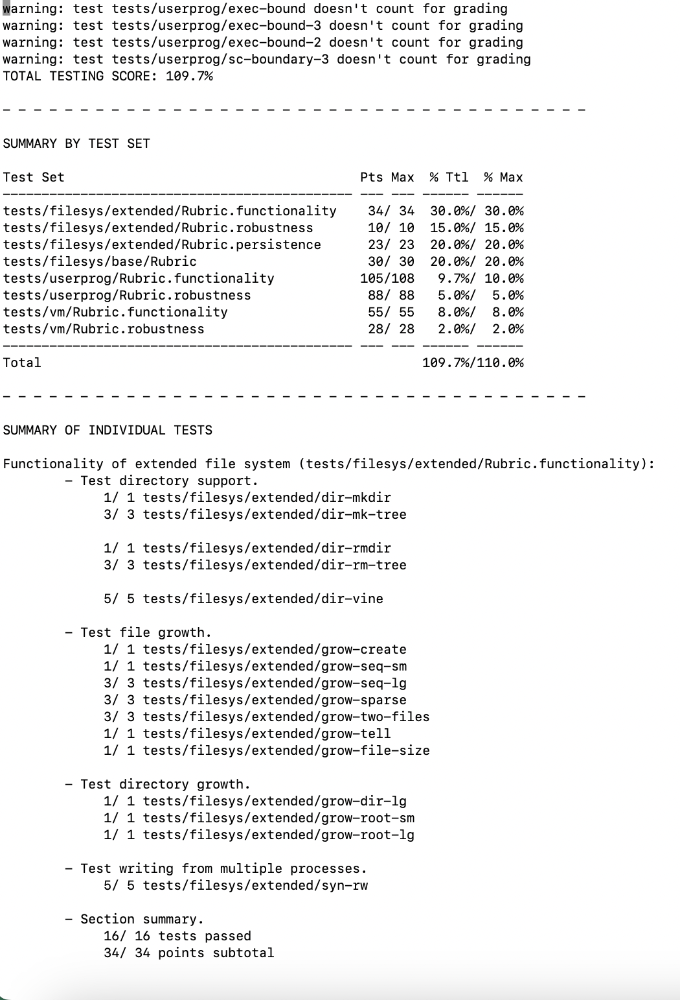 warning: test tests/userprog/exec-bound doesn't count for grading
warning: test tests/userprog/exec-bound-3 doesn't count for grading
warning: test tests/userprog/exec-bound-2 doesn't count for grading
warning: test tests/userprog/sc-boundary-3 doesn't count for grading
TOTAL TESTING SCORE: 109.7%
- - - - - - - - - - - - - - - - - - - - - - - - - - - - - - - - - - - - - -
SUMMARY BY TEST SET
Test Set                                      Pts Max  % Ttl  % Max
--------------------------------------------- --- --- ------ ------
tests/filesys/extended/Rubric.functionality    34/ 34  30.0%/ 30.0%
tests/filesys/extended/Rubric.robustness       10/ 10  15.0%/ 15.0%
tests/filesys/extended/Rubric.persistence      23/ 23  20.0%/ 20.0%
tests/filesys/base/Rubric                      30/ 30  20.0%/ 20.0%
tests/userprog/Rubric.functionality           105/108   9.7%/ 10.0%
tests/userprog/Rubric.robustness               88/ 88   5.0%/  5.0%
tests/vm/Rubric.functionality                  55/ 55   8.0%/  8.0%
tests/vm/Rubric.robustness                     28/ 28   2.0%/  2.0%
--------------------------------------------- --- --- ------ ------
Total                                                 109.7%/110.0%
- - - - - - - - - - - - - - - - - - - - - - - - - - - - - - - - - - - - - -
SUMMARY OF INDIVIDUAL TESTS
Functionality of extended file system (tests/filesys/extended/Rubric.functionality):
- Test directory support.
1/ 1 tests/filesys/extended/dir-mkdir
3/ 3 tests/filesys/extended/dir-mk-tree
1/ 1 tests/filesys/extended/dir-rmdir
3/ 3 tests/filesys/extended/dir-rm-tree
5/ 5 tests/filesys/extended/dir-vine
- Test file growth.
1/ 1 tests/filesys/extended/grow-create
1/ 1 tests/filesys/extended/grow-seq-sm
3/ 3 tests/filesys/extended/grow-seq-lg
3/ 3 tests/filesys/extended/grow-sparse
3/ 3 tests/filesys/extended/grow-two-files
1/ 1 tests/filesys/extended/grow-tell
1/ 1 tests/filesys/extended/grow-file-size
- Test directory growth.
1/ 1 tests/filesys/extended/grow-dir-lg
1/ 1 tests/filesys/extended/grow-root-sm
1/ 1 tests/filesys/extended/grow-root-lg
- Test writing from multiple processes.
5/ 5 tests/filesys/extended/syn-rw
- Section summary.
16/ 16 tests passed
34/ 34 points subtotal